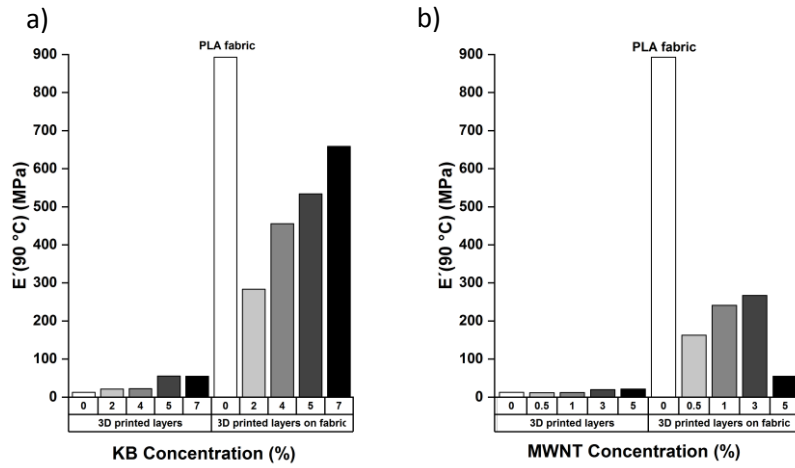 a)
PLA fabric
900
800
700
600
500
400
300
200
100
0
E´(90 °C) (MPa)
0 2 4 5 7 0 2 4 5 7
3D printed layers 3D printed layers on fabric
KB Concentration (%)
b)
PLA fabric
900
800
700
600
500
400
300
200
100
0
E´(90 °C) (MPa)
0 0.5 1 3 5 0 0.5 1 3 5
3D printed layers 3D printed layers on fabric
MWNT Concentration (%)